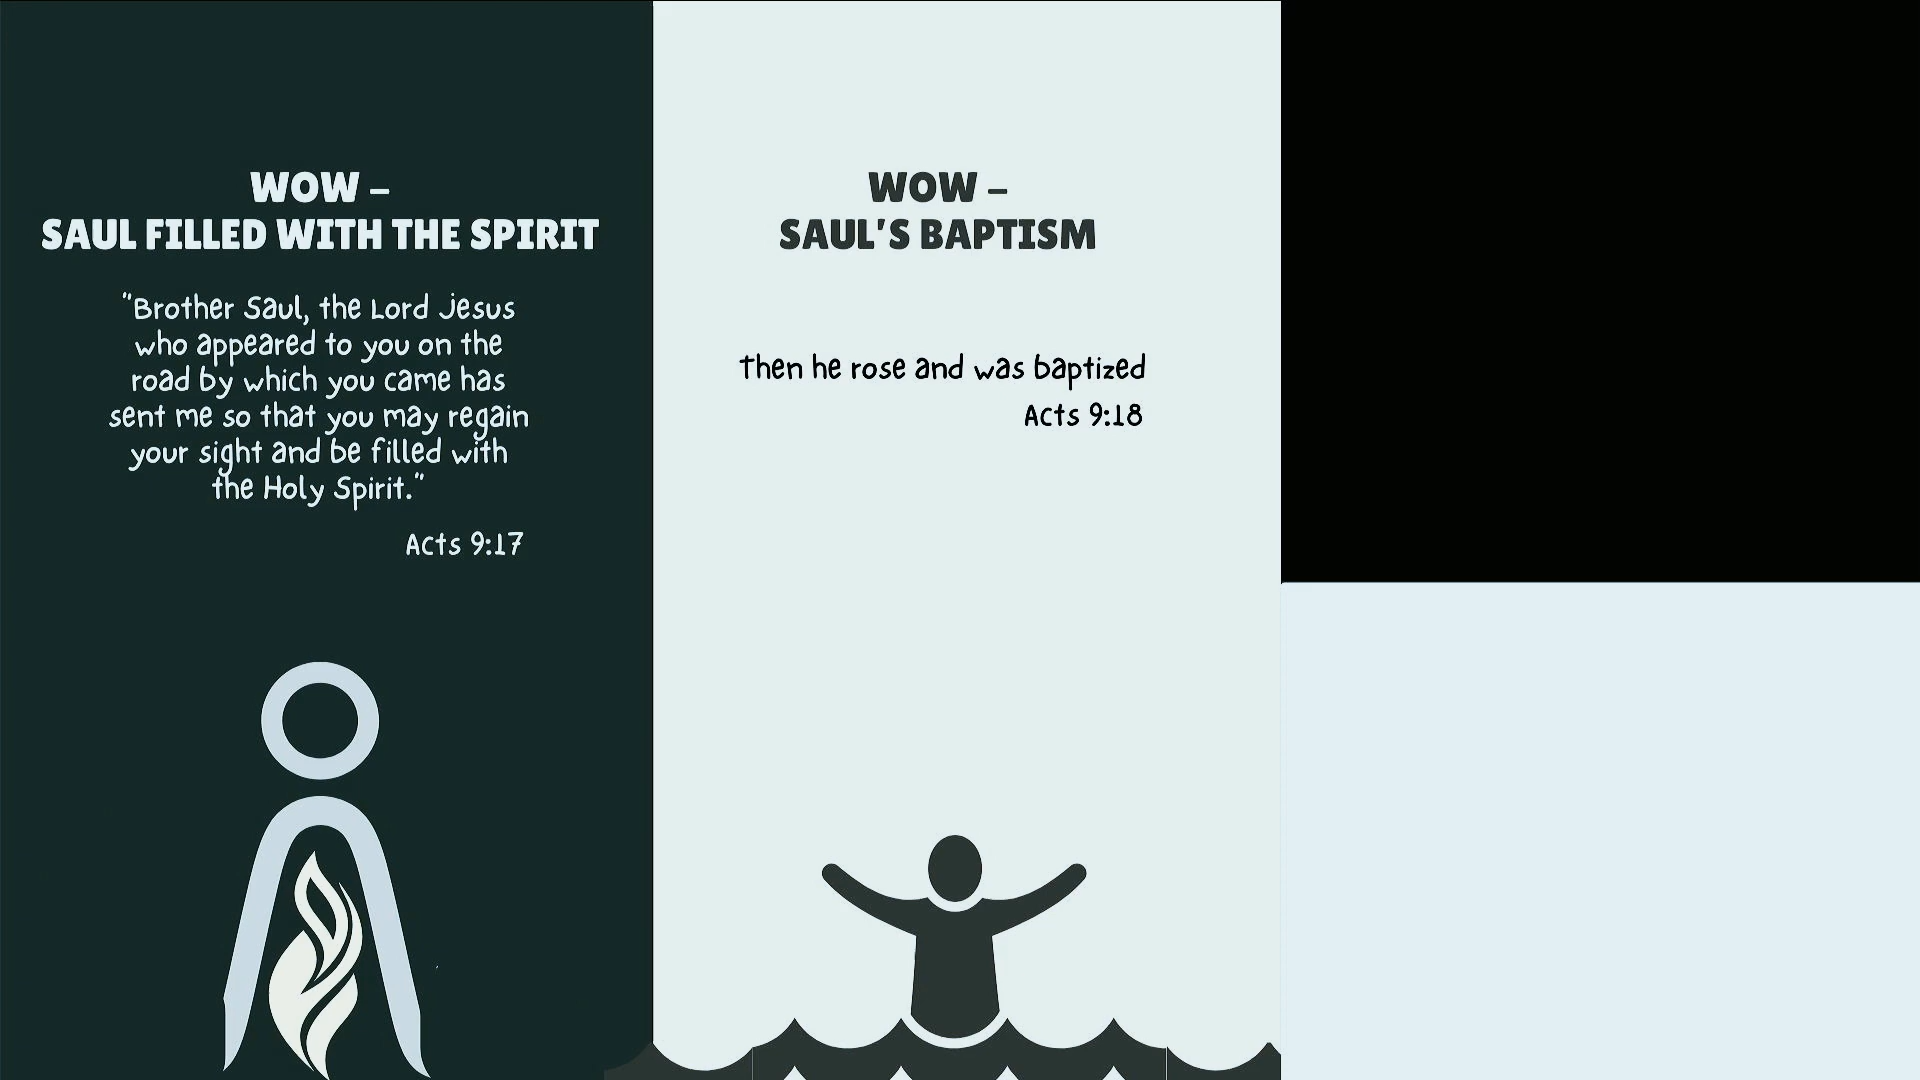 WOW –
SAUL FILLED WITH THE SPIRIT
"Brother Saul, the Lord Jesus
who appeared to you on the
road by which you came has
sent me so that you may regain
your sight and be filled with
the Holy Spirit."
Acts 9:17
WOW –
SAUL'S BAPTISM
Then he rose and was baptized
Acts 9:18